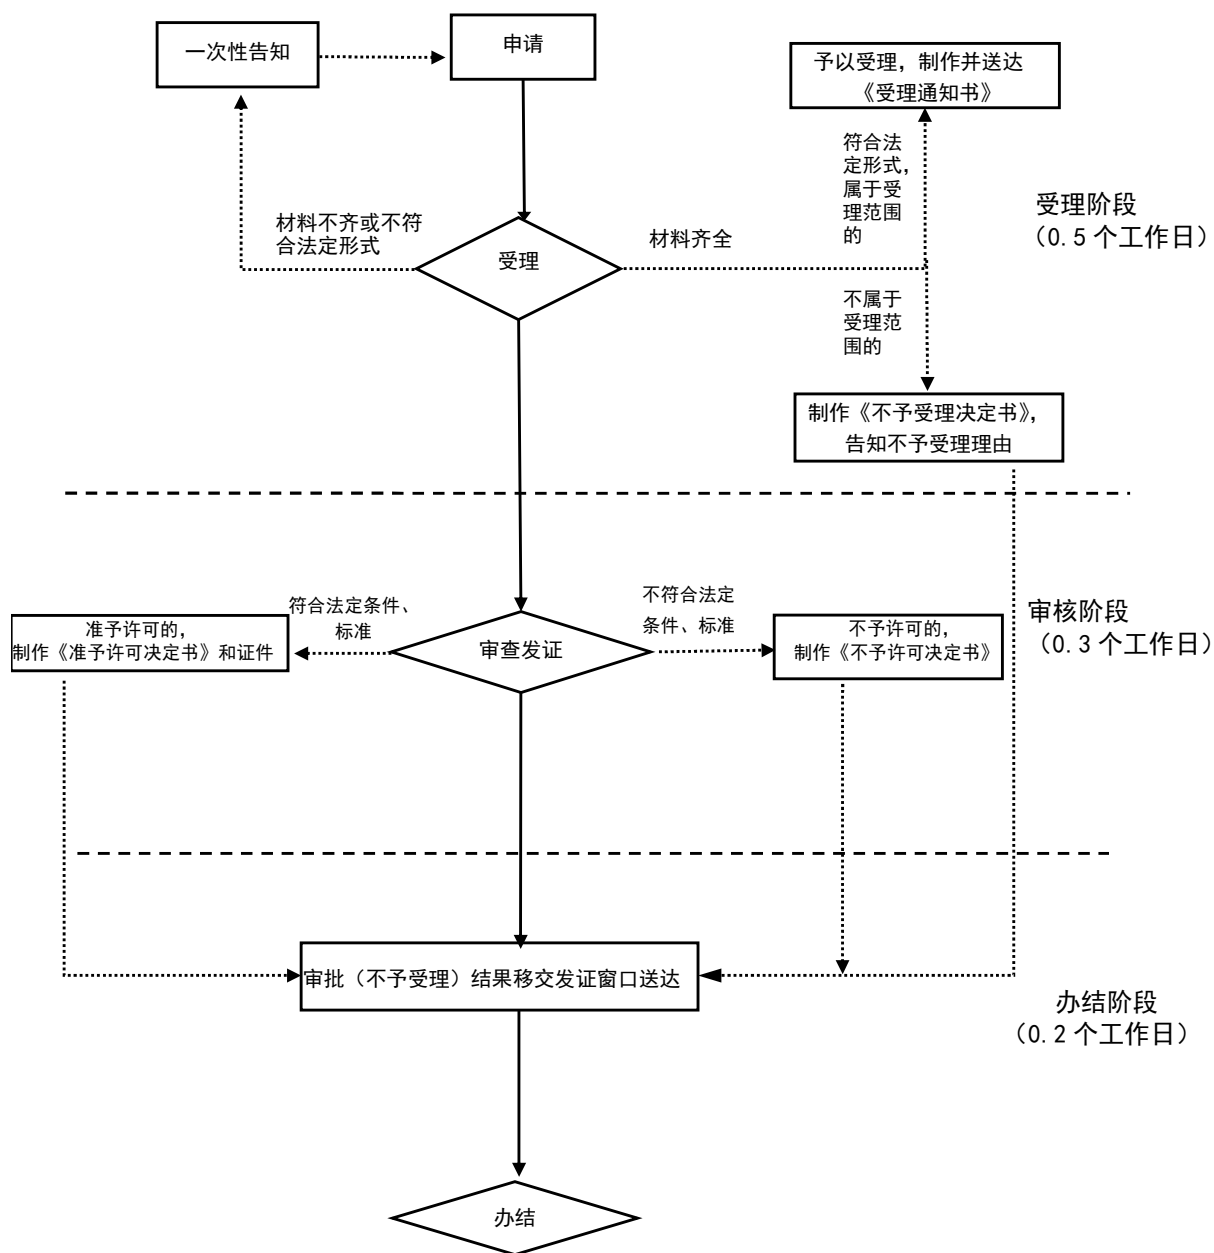 一次性告知
申请
予以受理，制作并送达
《受理通知书》
符合法
定形式，
属于受
理范围
的
受理阶段
（0.5 个工作日）
材料不齐或不符
合法定形式
受理
材料齐全
不属于
受理范
围的
制作《不予受理决定书》，
告知不予受理理由
符合法定条件、
标准
不符合法定
条件、标准
准予许可的，
制作《准予许可决定书》和证件
审查发证
不予许可的，
制作《不予许可决定书》
审核阶段
（0.3 个工作日）
审批（不予受理）结果移交发证窗口送达
办结阶段
（0.2 个工作日）
办结